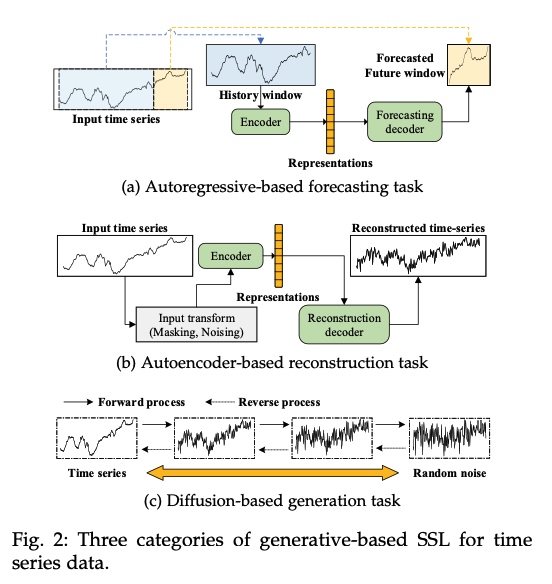 Forecasted
Future window
Input time series
History window
Encoder
Forecasting
decoder
Representations
(a) Autoregressive-based forecasting task
Input time series
Reconstructed time-series
Encoder
Representations
Input transform
(Masking, Noising)
Reconstruction
decoder
(b) Autoencoder-based reconstruction task
Forward process
Reverse process
Time series
Random noise
(c) Diffusion-based generation task
Fig. 2: Three categories of generative-based SSL for time
series data.